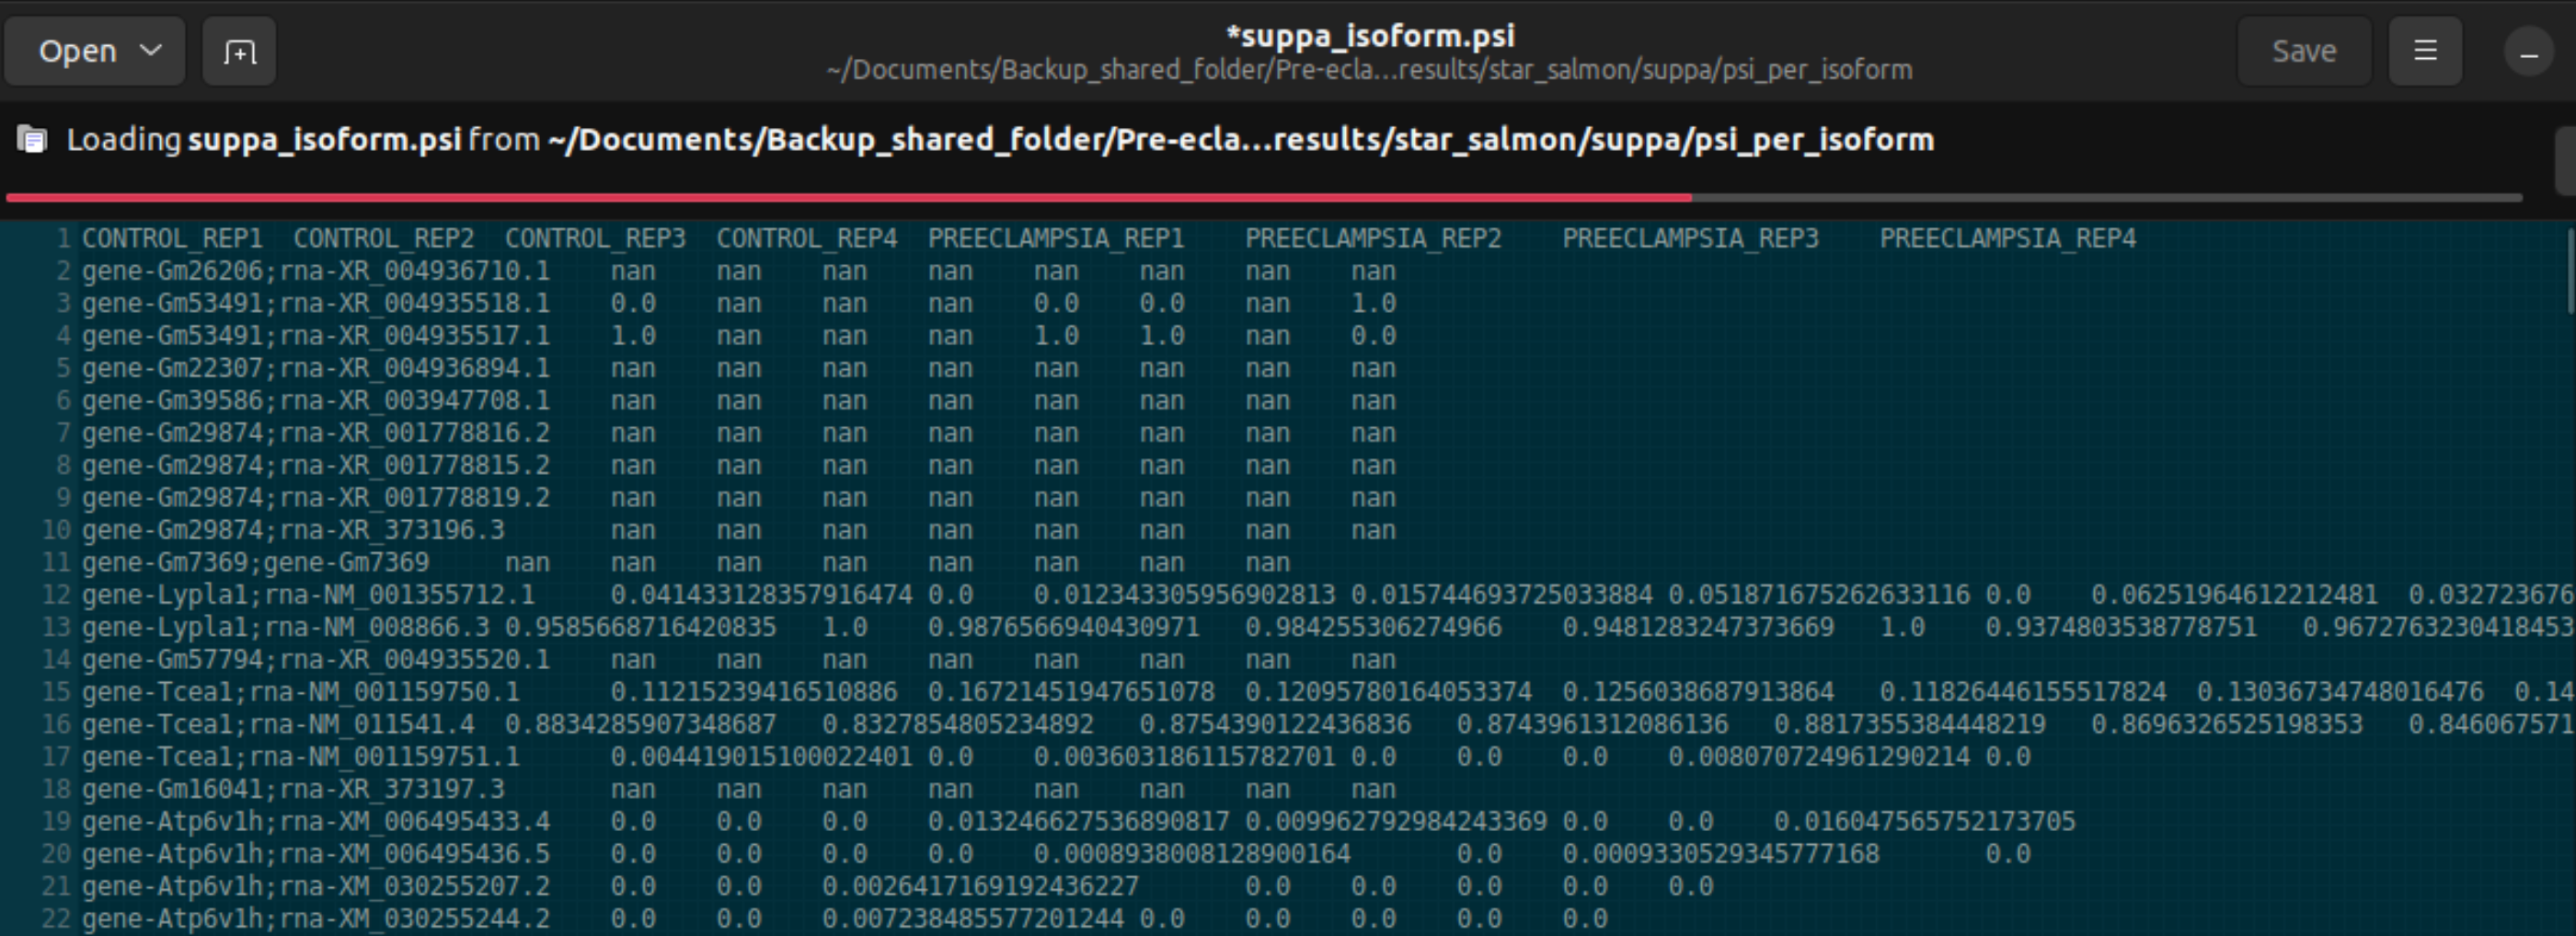 Open
*suppa_isoform.psi
~/Documents/Backup_shared_folder/Pre-ecla...results/star_salmon/suppa/psi_per_isoform
Save
Loading suppa_isoform.psi from ~/Documents/Backup_shared_folder/Pre-ecla...results/star_salmon/suppa/psi_per_isoform
1 CONTROL_REP1 CONTROL_REP2 CONTROL_REP3 CONTROL_REP4 PREECLAMPSIA_REP1 PREECLAMPSIA_REP2 PREECLAMPSIA_REP3 PREECLAMPSIA_REP4
2 gene-Gm26206;rna-XR_004936710.1 nan nan nan nan nan nan nan nan
3 gene-Gm53491;rna-XR_004935518.1 0.0 nan nan nan 0.0 0.0 nan 1.0
4 gene-Gm53491;rna-XR_004935517.1 1.0 nan nan nan 1.0 1.0 nan 0.0
5 gene-Gm22307;rna-XR_004936894.1 nan nan nan nan nan nan nan nan
6 gene-Gm39586;rna-XR_003947708.1 nan nan nan nan nan nan nan nan
7 gene-Gm29874;rna-XR_001778816.2 nan nan nan nan nan nan nan nan
8 gene-Gm29874;rna-XR_001778815.2 nan nan nan nan nan nan nan nan
9 gene-Gm29874;rna-XR_001778819.2 nan nan nan nan nan nan nan nan
10 gene-Gm29874;rna-XR_373196.3 nan nan nan nan nan nan nan nan
11 gene-Gm7369;gene-Gm7369 nan nan nan nan nan nan nan nan
12 gene-Lypla1;rna-NM_001355712.1 0.041433128357916474 0.0 0.012343305956902813 0.015744693725033884 0.051871675262633116 0.0 0.06251964612212481 0.032723676
13 gene-Lypla1;rna-NM_008866.3 0.9585668716420835 1.0 0.9876566940430971 0.984255306274966 0.9481283247373669 1.0 0.9374803538778751 0.9672763230418453
14 gene-Gm57794;rna-XR_004935520.1 nan nan nan nan nan nan nan nan
15 gene-Tcea1;rna-NM_001159750.1 0.11215239416510886 0.16721451947651078 0.12095780164053374 0.1256038687913864 0.11826446155517824 0.13036734748016476 0.14
16 gene-Tcea1;rna-NM_011541.4 0.8834285907348687 0.8327854805234892 0.8754390122436836 0.8743961312086136 0.8817355384448219 0.8696326525198353 0.846067571
17 gene-Tcea1;rna-NM_001159751.1 0.004419015100022401 0.0 0.003603186115782701 0.0 0.0 0.0 0.008070724961290214 0.0
18 gene-Gm16041;rna-XR_373197.3 nan nan nan nan nan nan nan nan
19 gene-Atp6v1h;rna-XM_006495433.4 0.0 0.0 0.0 0.013246627536890817 0.009962792984243369 0.0 0.0 0.016047565752173705
20 gene-Atp6v1h;rna-XM_006495436.5 0.0 0.0 0.0 0.0 0.0008938008128900164 0.0 0.0009330529345777168 0.0
21 gene-Atp6v1h;rna-XM_030255207.2 0.0 0.0 0.0026417169192436227 0.0 0.0 0.0 0.0 0.0
22 gene-Atp6v1h;rna-XM_030255244.2 0.0 0.0 0.007238485577201244 0.0 0.0 0.0 0.0 0.0